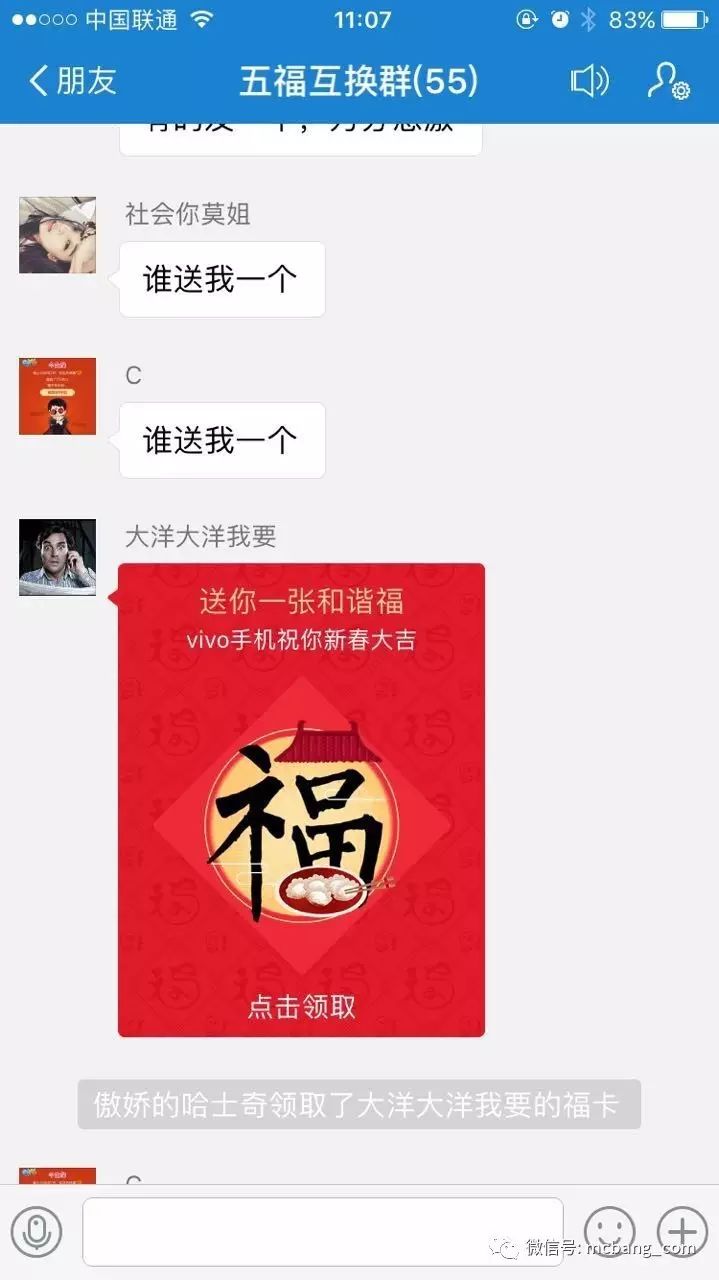 中国联通
11:07
83%
朋友
五福互换群(55)
社会你莫姐
谁送我一个
C
谁送我一个
大洋大洋我要
送你一张和谐福
vivo手机祝你新春大吉
福
点击领取
傲娇的哈士奇领取了大洋大洋我要的福卡
微信号: mcbang_com